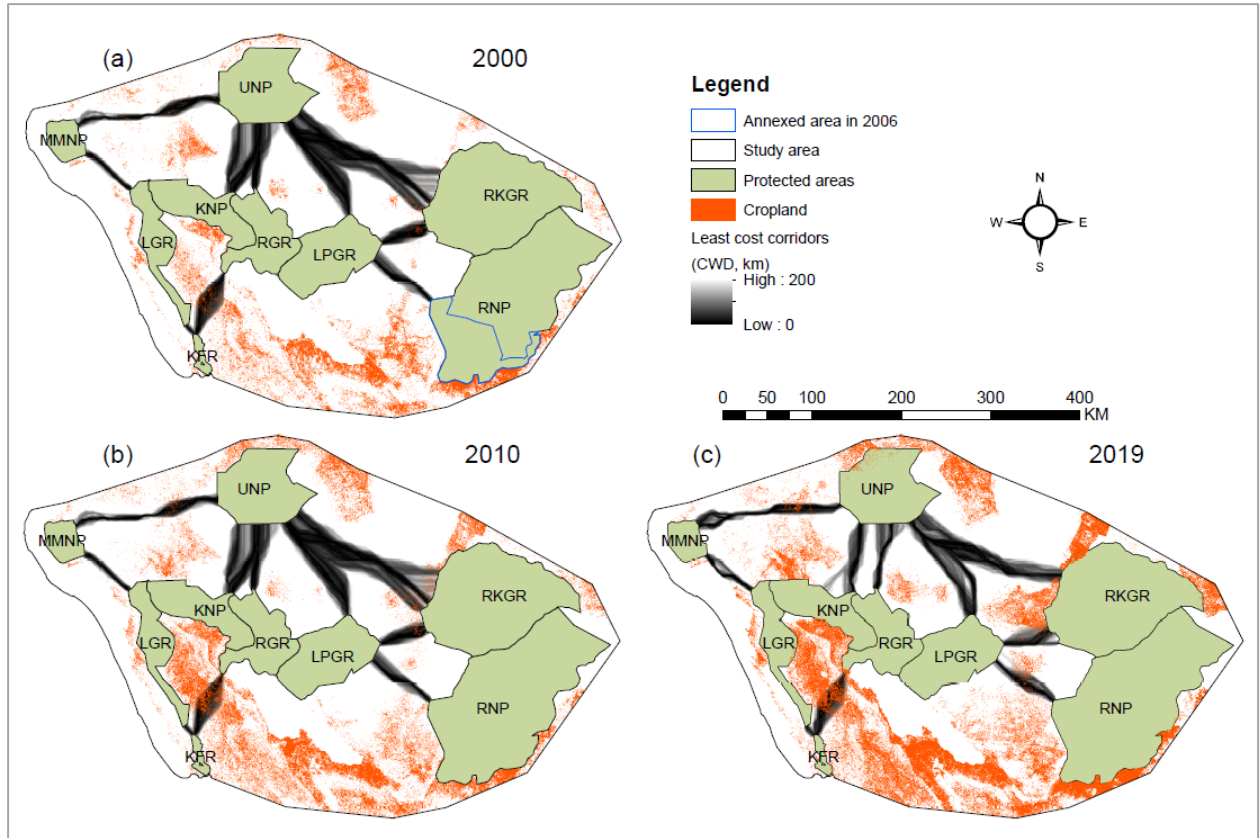 (a)
2000
UNP
MMNP
KNP
LGR
RGR
LPGR
RKGR
RNP
KFR
Legend
Annexed area in 2006
Study area
Protected areas
Cropland
Least cost corridors
(CWD, km)
High : 200
Low : 0
N
W
E
S
0 50 100 200 300 400
KM
(b)
2010
UNP
MMNP
KNP
LGR
RGR
LPGR
RKGR
RNP
KFR
(c)
2019
UNP
MMNP
KNP
LGR
RGR
LPGR
RKGR
RNP
KFR